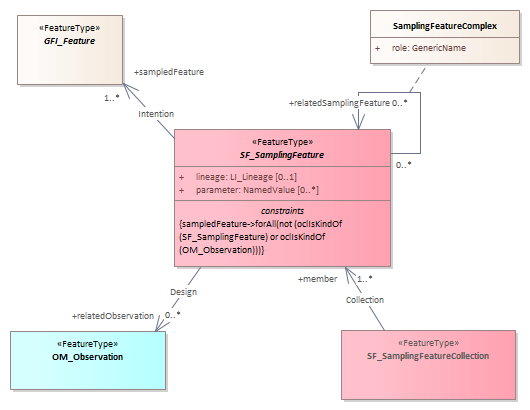 «FeatureType»
GFI_Feature
SamplingFeatureComplex
+ role: GenericName
+sampledFeature
1..*
Intention
+relatedSamplingFeature 0..*
0..*
«FeatureType»
SF_SamplingFeature
+ lineage: LI_Lineage [0..1]
+ parameter: NamedValue [0..*]
constraints
{sampledFeature->forAll(not (oclIsKindOf
(SF_SamplingFeature) or oclIsKindOf
(OM_Observation)))}
Design
+relatedObservation 0..*
+member 1..*
Collection
«FeatureType»
OM_Observation
«FeatureType»
SF_SamplingFeatureCollection